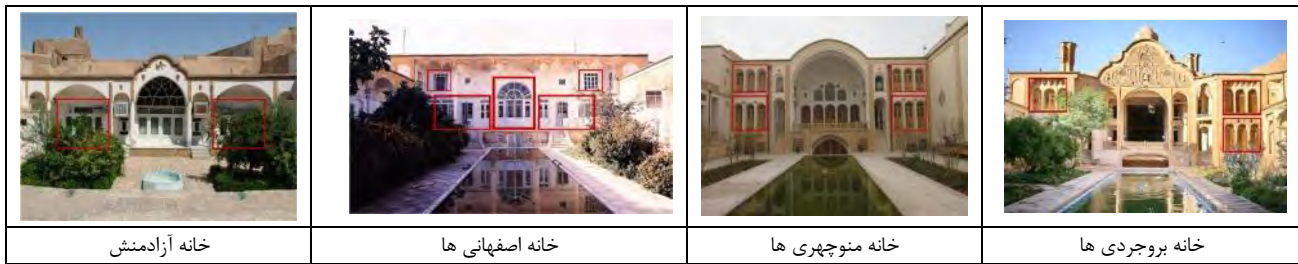 خانه بروجردی ها
خانه منوچهری ها
خانه اصفهانی ها
خانه آزادمنش